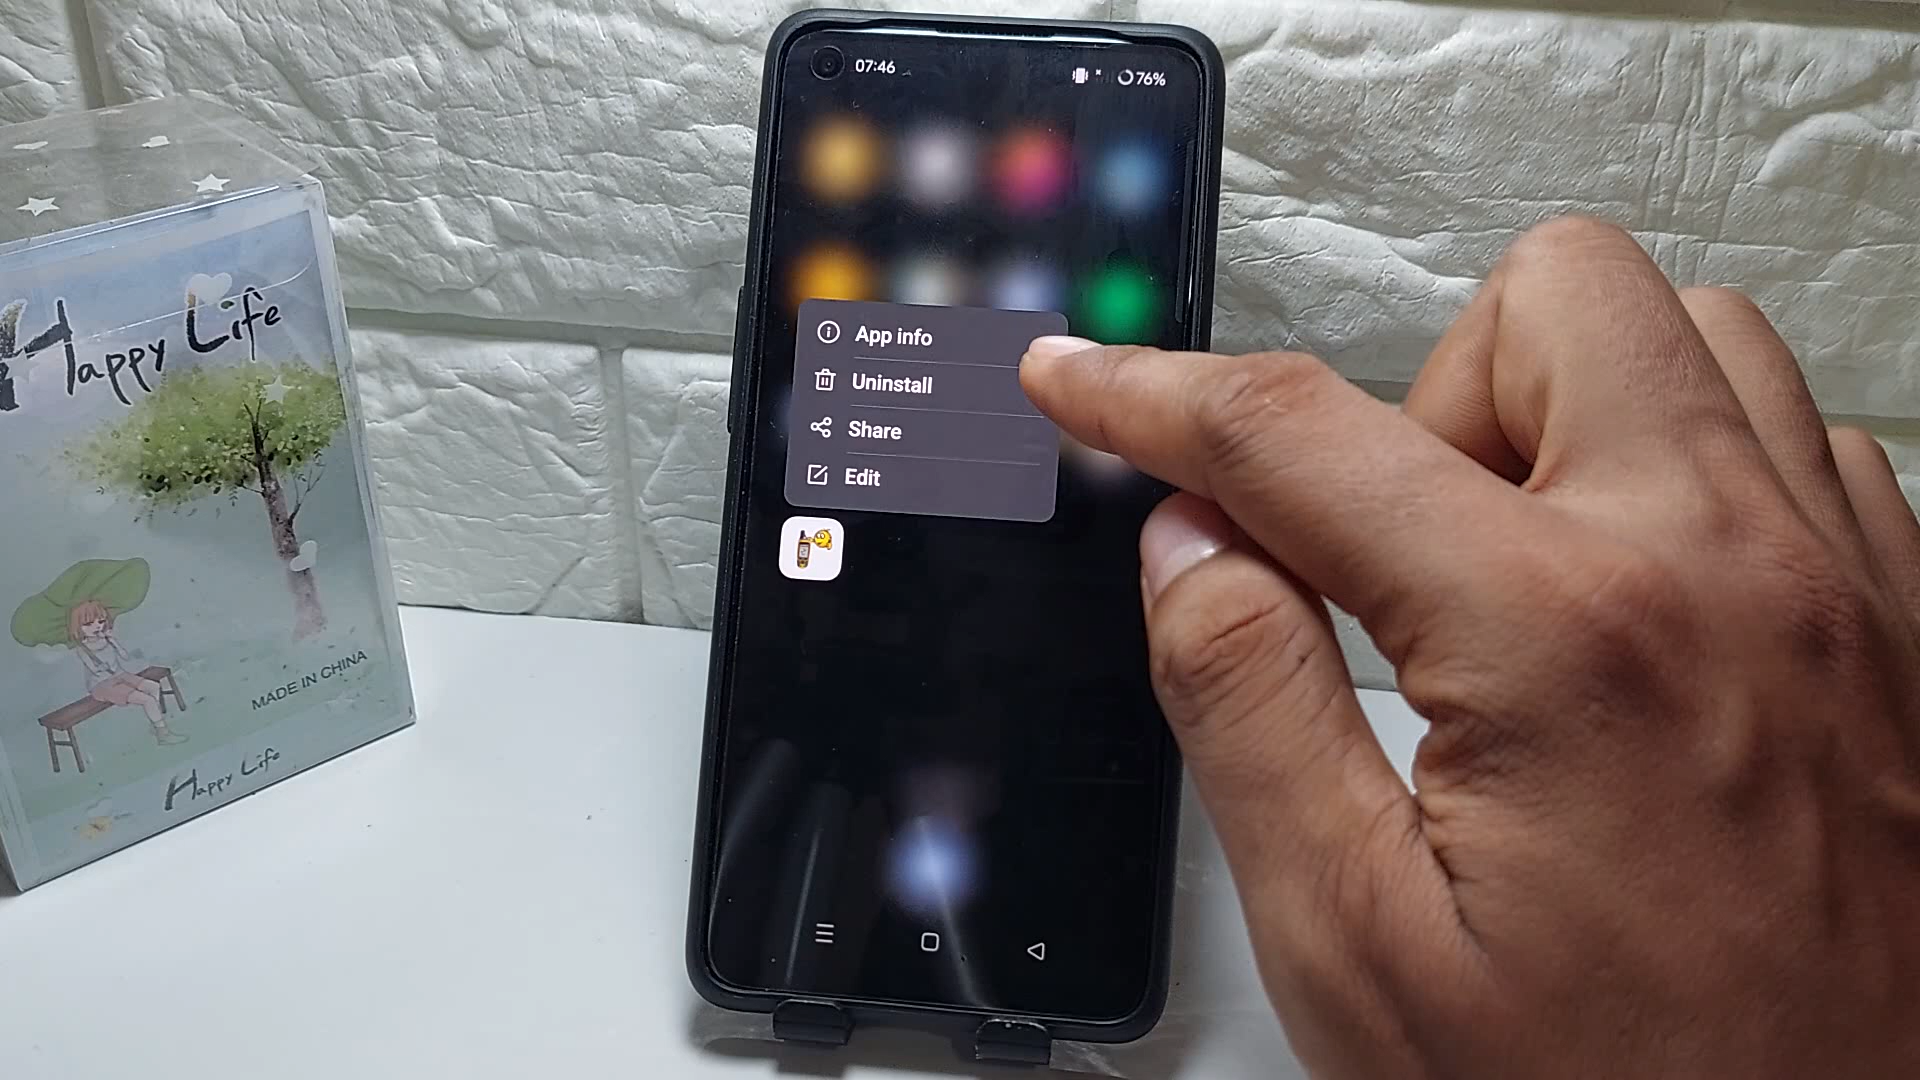 07:46
76%
App info
Uninstall
Share
Edit
Happy Life
MADE IN CHINA
Happy Life